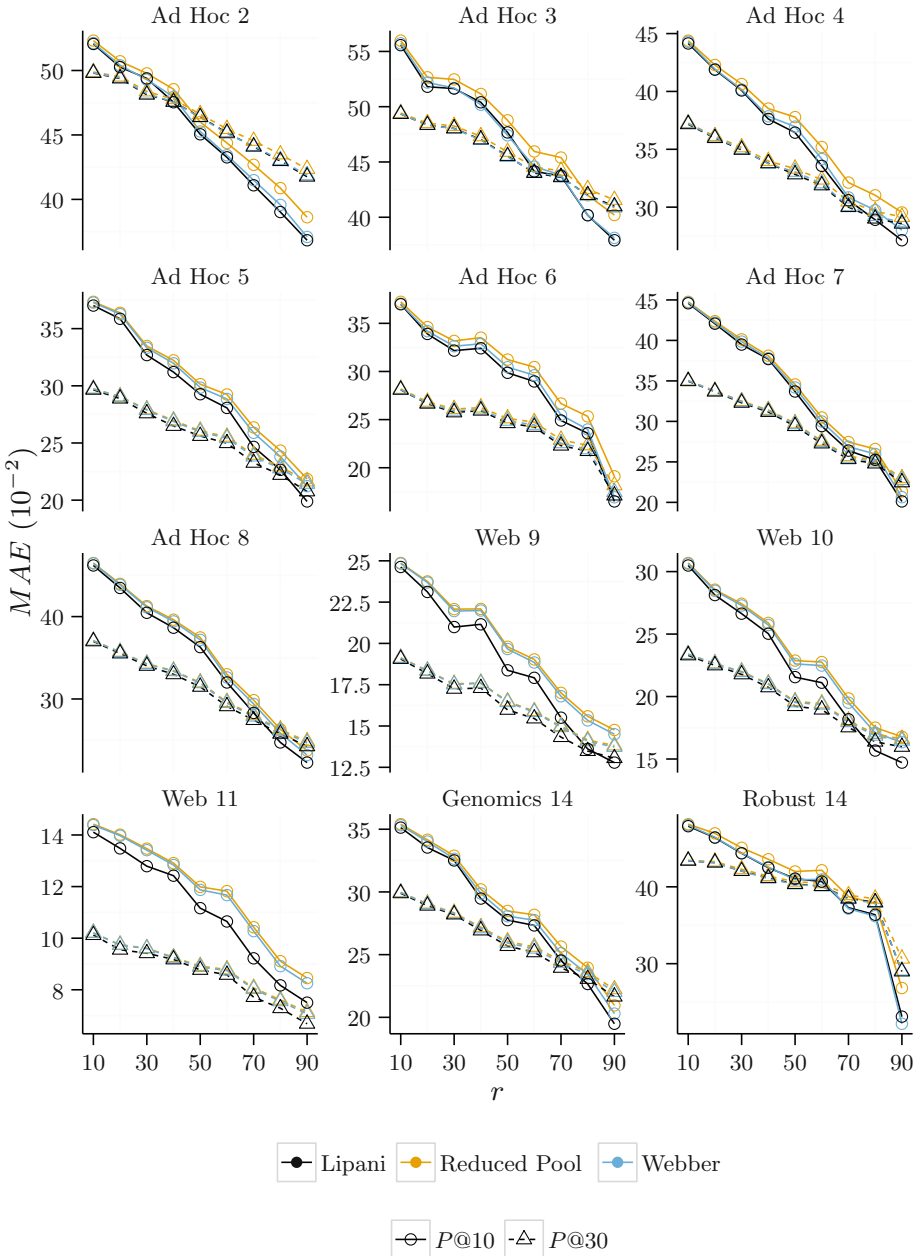 Ad Hoc 2 Ad Hoc 3 Ad Hoc 4
50 55 45
45 50 40
40 45 35
40 30
Ad Hoc 5 Ad Hoc 6 Ad Hoc 7
35 35 45
30 30 40
25 25 35
20 20 30
25
20
MAE (10⁻²)
Ad Hoc 8 Web 9 Web 10
40 25 30
30 22.5 25
20 20
17.5 15
15
12.5
Web 11 Genomics 14 Robust 14
14 35 40
12 30 30
10 25
8 20
10 30 50 70 90 10 30 50 70 90 10 30 50 70 90
r
Lipani Reduced Pool Webber
P@10 P@30